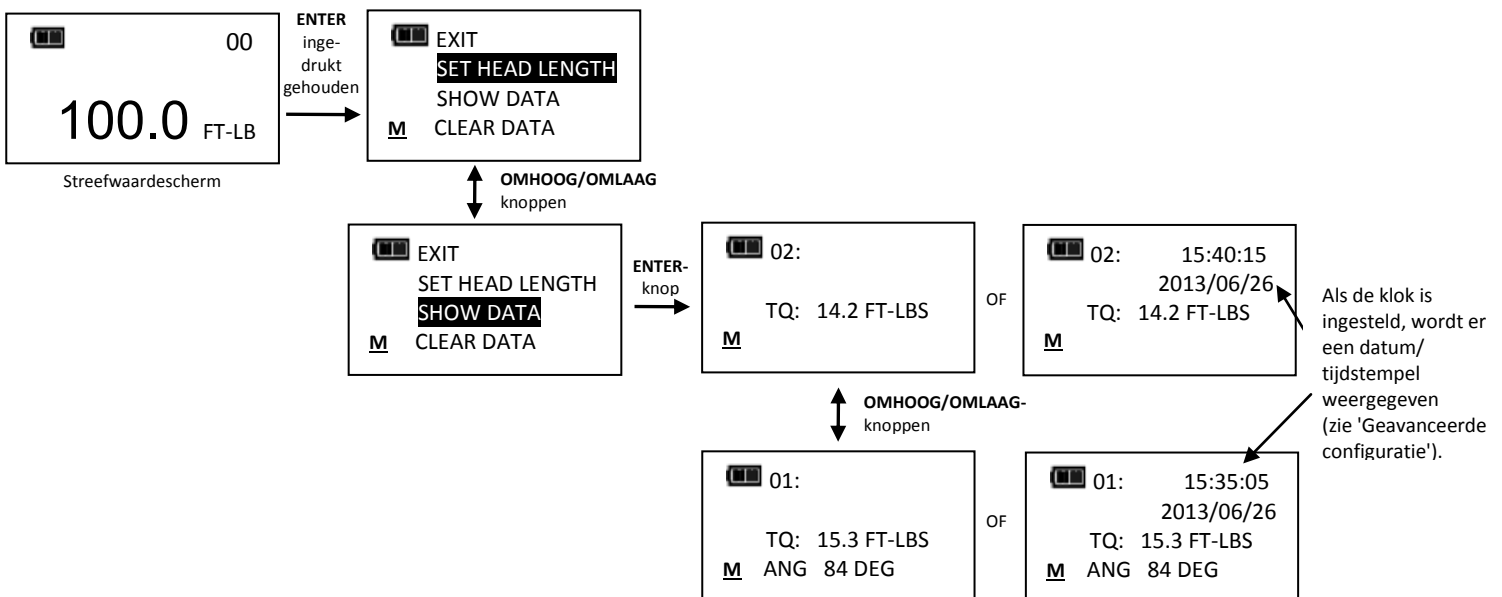 00
100.0 FT-LB
Streefwaardescherm
ENTER
inge-
drukt
gehouden
EXIT
SET HEAD LENGTH
SHOW DATA
M CLEAR DATA
OMHOOG/OMLAAG
knoppen
EXIT
SET HEAD LENGTH
SHOW DATA
M CLEAR DATA
ENTER-
knop
02:
TQ: 14.2 FT-LBS
M
OF
02: 15:40:15
2013/06/26
TQ: 14.2 FT-LBS
M
Als de klok is
ingesteld, wordt er
een datum/
tijdstempel
weergegeven
(zie 'Geavanceerde
configuratie').
OMHOOG/OMLAAG-
knoppen
01:
TQ: 15.3 FT-LBS
M ANG 84 DEG
OF
01: 15:35:05
2013/06/26
TQ: 15.3 FT-LBS
M ANG 84 DEG